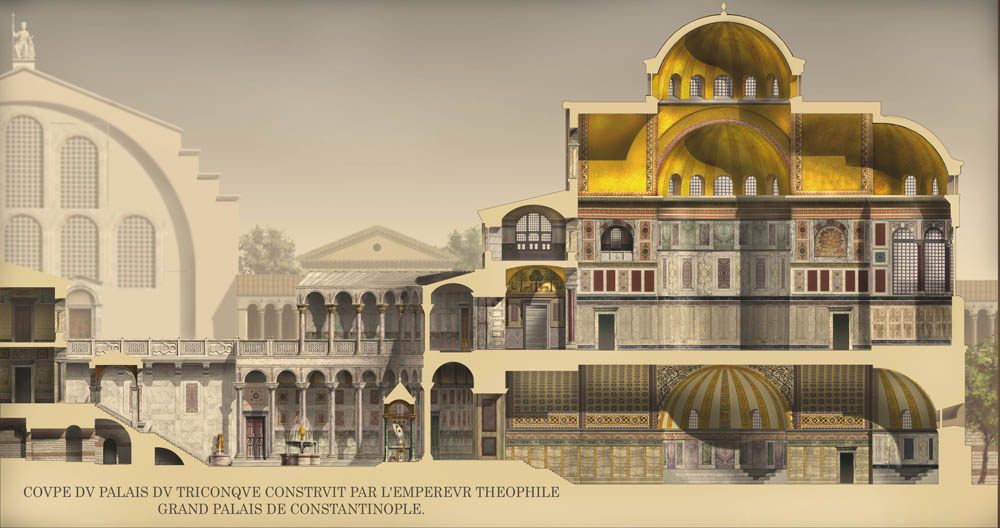 COVPE DV PALAIS DV TRICONQVE CONSTRVIT PAR L'EMPEREVR THEOPHILE
GRAND PALAIS DE CONSTANTINOPLE.